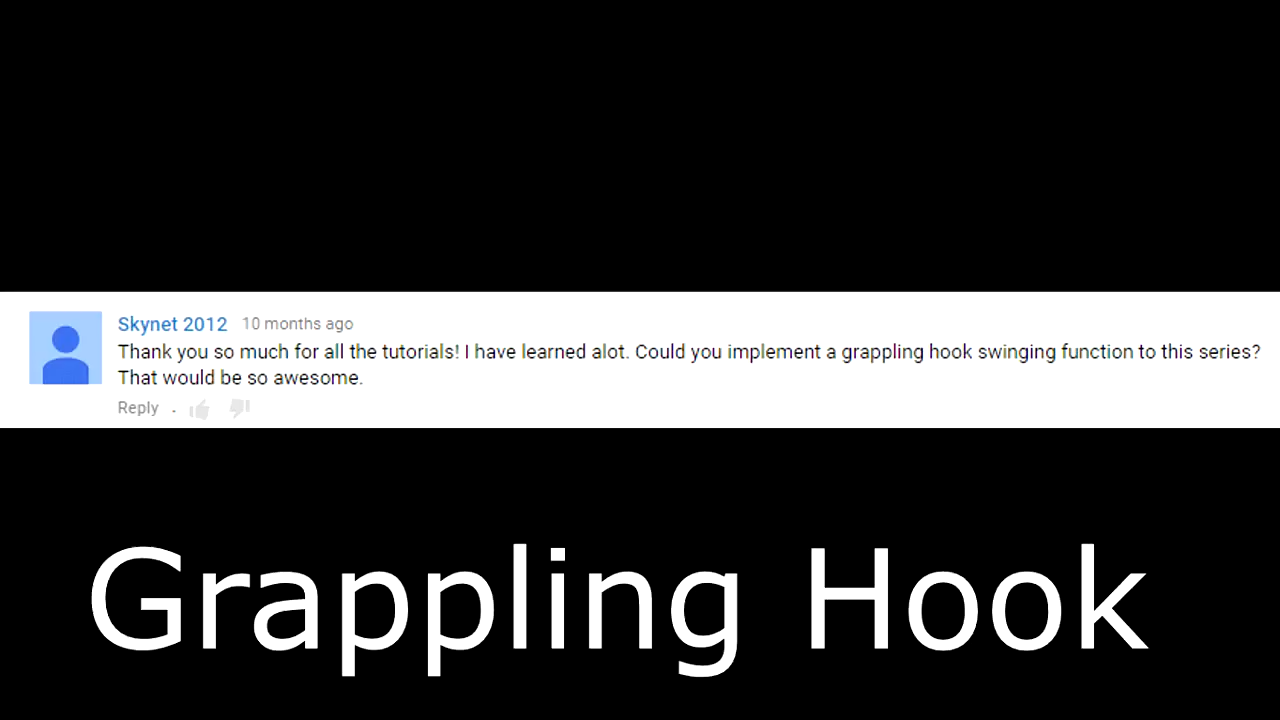 Skynet 2012 10 months ago
Thank you so much for all the tutorials! I have learned alot. Could you implement a grappling hook swinging function to this series?
That would be so awesome.
Reply .
Grappling Hook